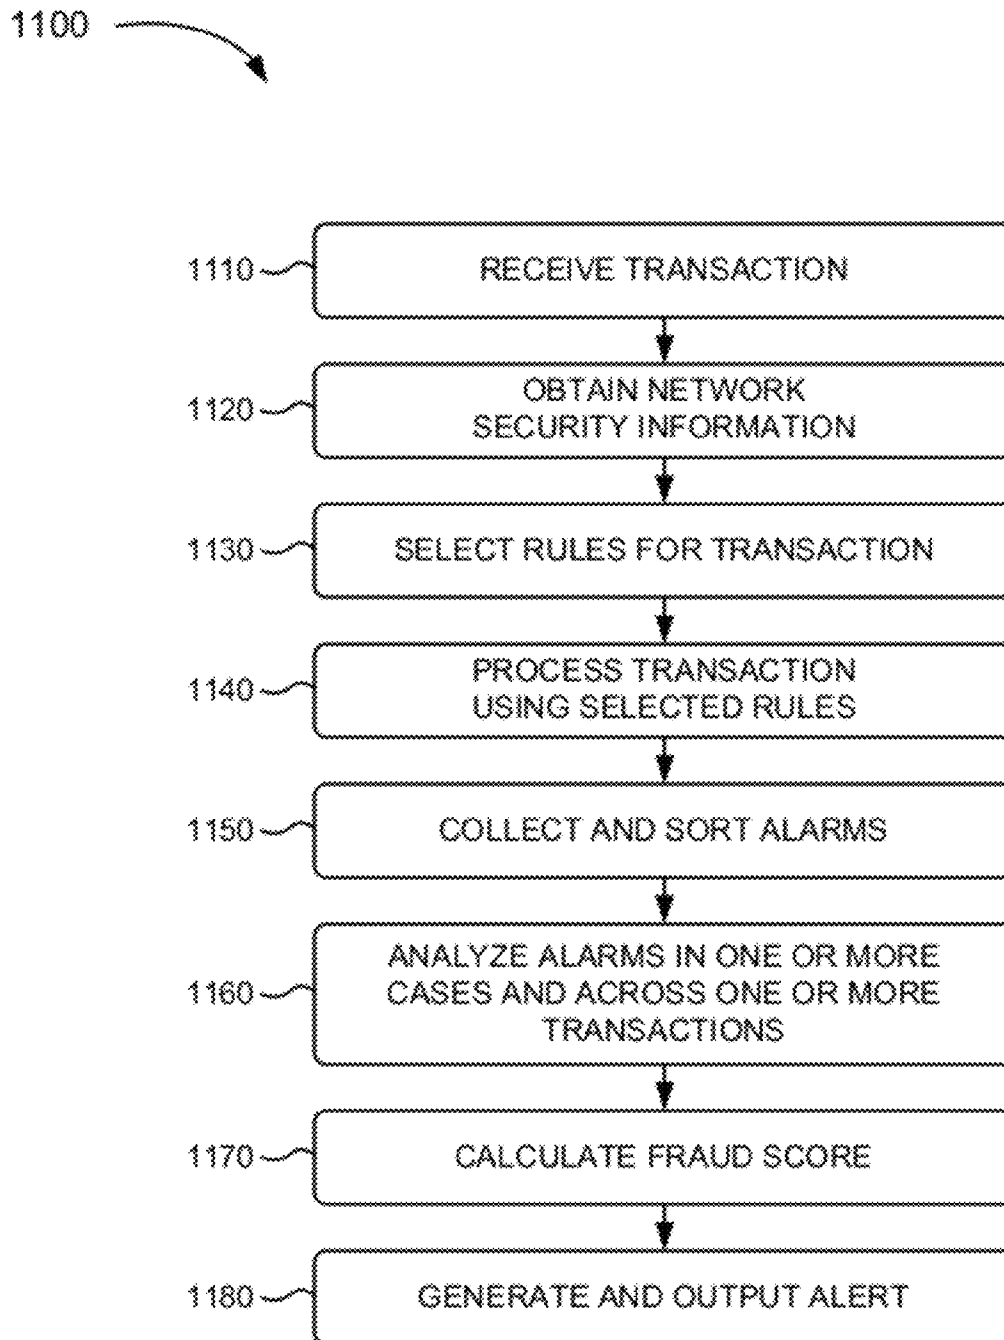 1100
1110
RECEIVE TRANSACTION
1120
OBTAIN NETWORK
SECURITY INFORMATION
1130
SELECT RULES FOR TRANSACTION
1140
PROCESS TRANSACTION
USING SELECTED RULES
1150
COLLECT AND SORT ALARMS
1160
ANALYZE ALARMS IN ONE OR MORE
CASES AND ACROSS ONE OR MORE
TRANSACTIONS
1170
CALCULATE FRAUD SCORE
1180
GENERATE AND OUTPUT ALERT